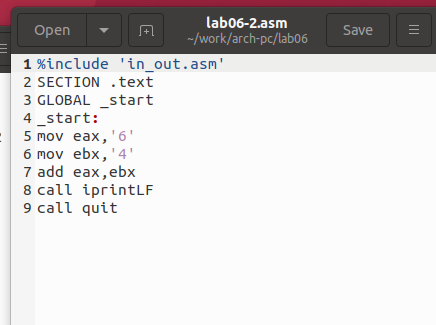 Open
lab06-2.asm
~/work/arch-pc/lab06
Save
1 %include 'in_out.asm'
2 SECTION .text
3 GLOBAL _start
4 _start:
5 mov eax,'6'
6 mov ebx,'4'
7 add eax,ebx
8 call iprintLF
9 call quit